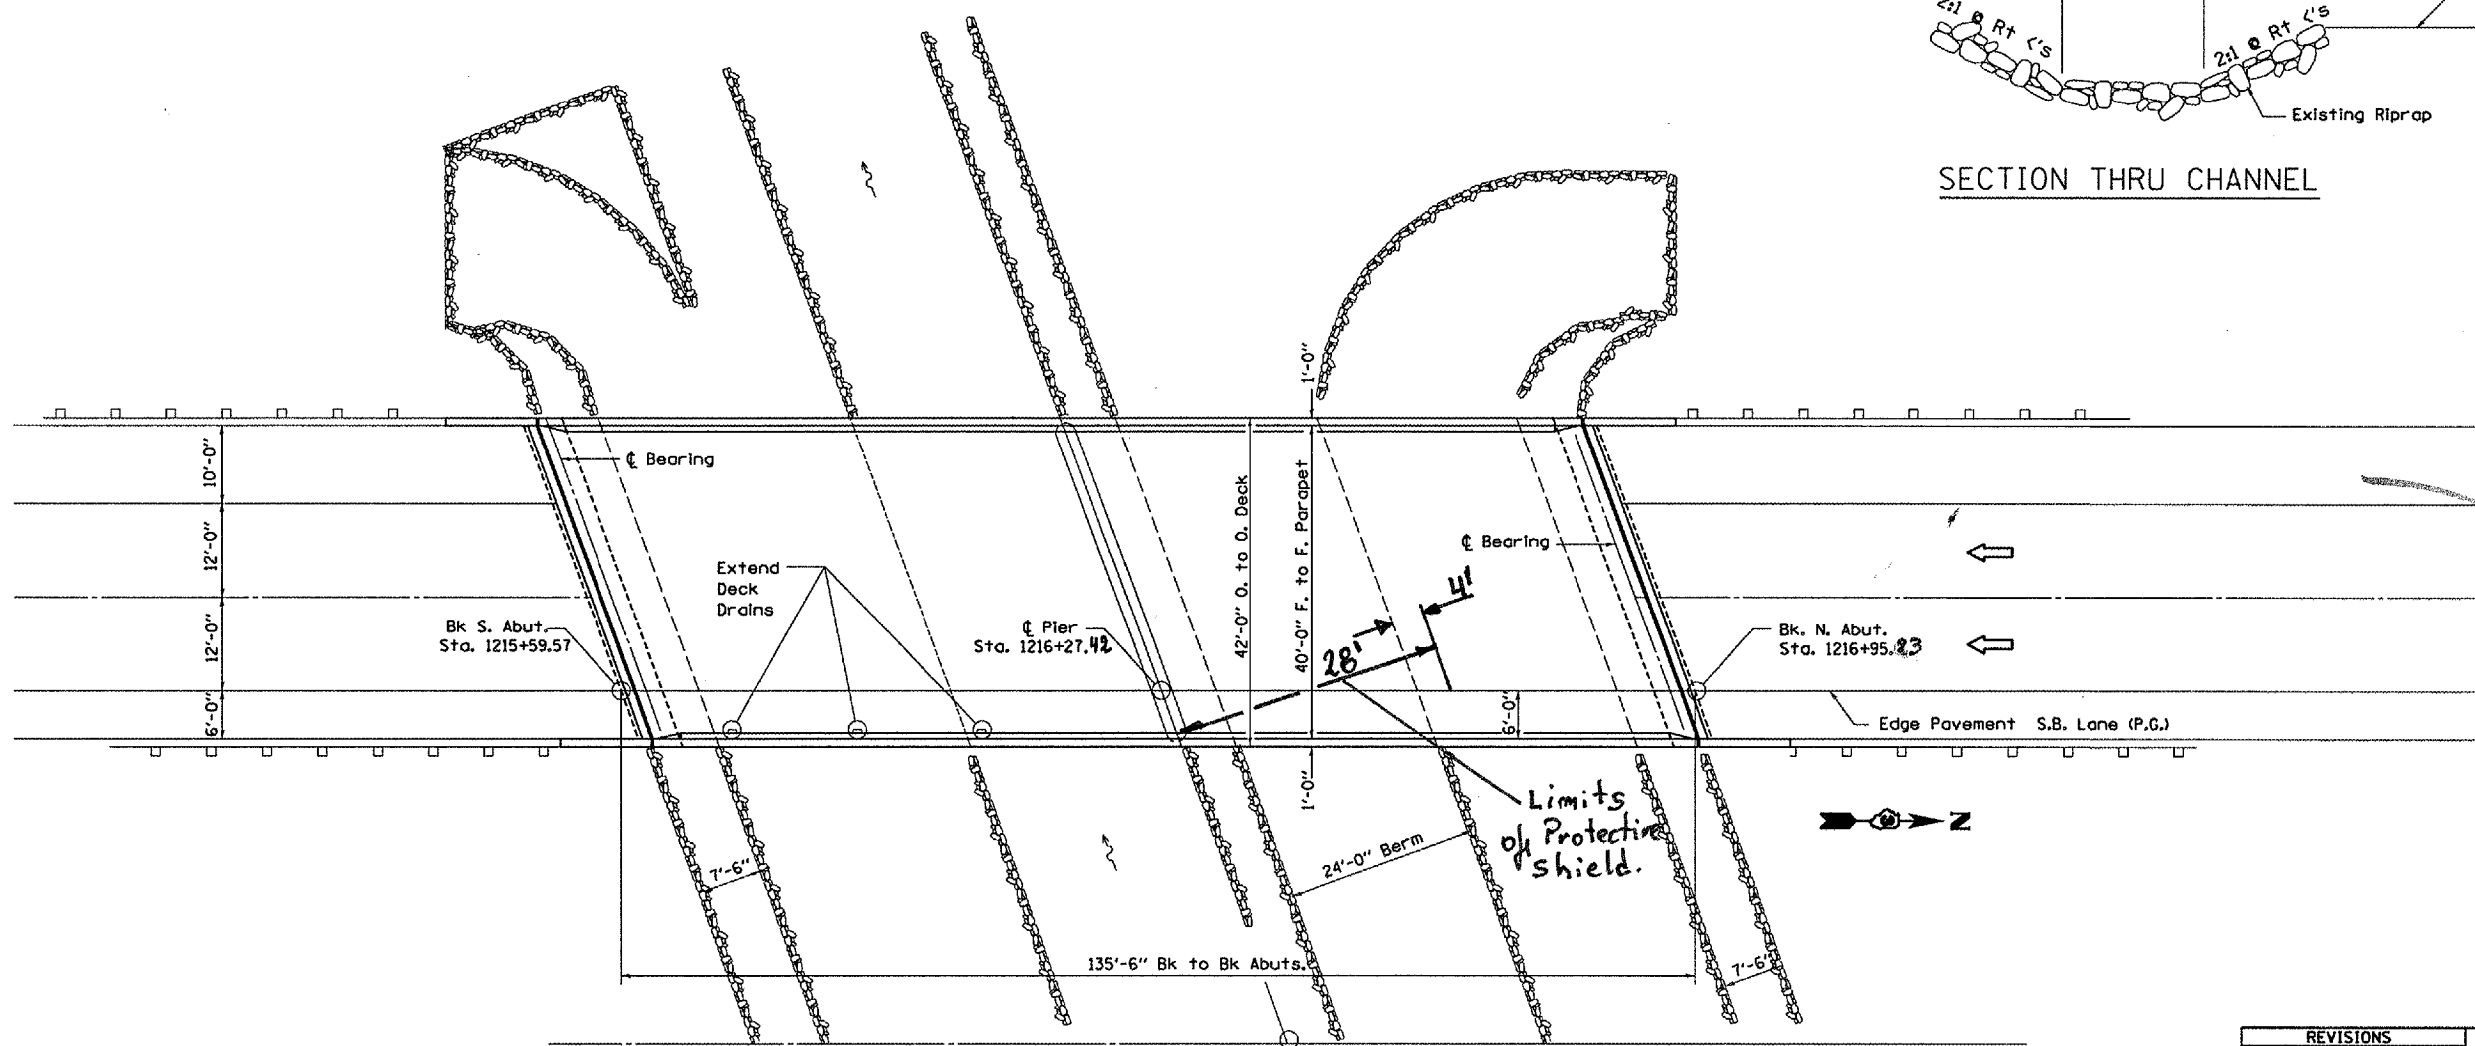 2:1 @ Rt <'s
2:1 @ Rt <'s
Existing Riprap
SECTION THRU CHANNEL
1'-0"
10'-0"
12'-0"
12'-0"
6'-0"
℄ Bearing
Extend
Deck
Drains
Bk S. Abut.
Sta. 1215+59.57
℄ Pier
Sta. 1216+27.42
42'-0" O. to O. Deck
40'-0" F. to F. Parapet
℄ Bearing
4'
28'
Bk. N. Abut.
Sta. 1216+95.23
6'-0"
Edge Pavement S.B. Lane (P.G.)
1'-0"
Limits
of Protective
Shield.
N
7'-6"
24'-0" Berm
135'-6" Bk to Bk Abuts.
7'-6"
REVISIONS